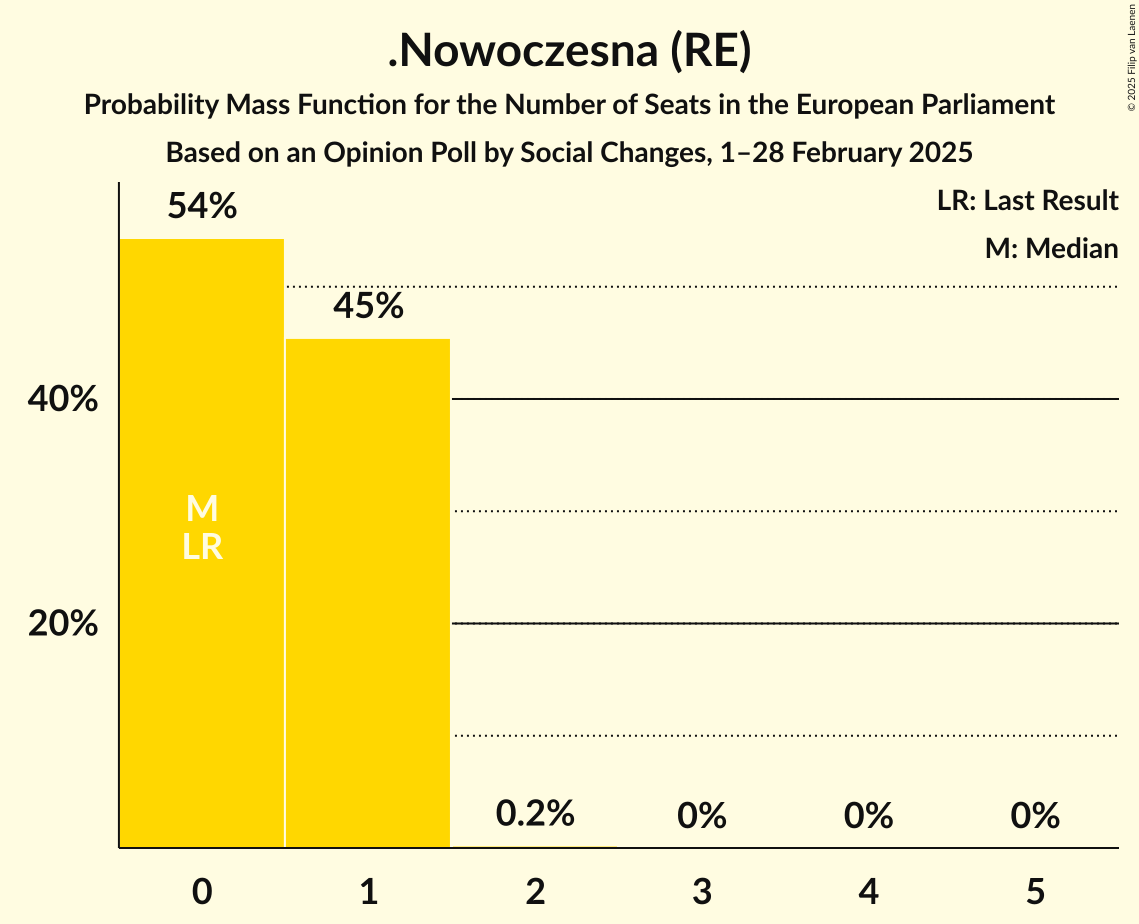 .Nowoczesna (RE)
Probability Mass Function for the Number of Seats in the European Parliament
Based on an Opinion Poll by Social Changes, 1–28 February 2025
© 2025 Filip van Laenen
LR: Last Result
M: Median
54%
45%
40%
M
LR
20%
0.2%
0%
0%
0%
0
1
2
3
4
5